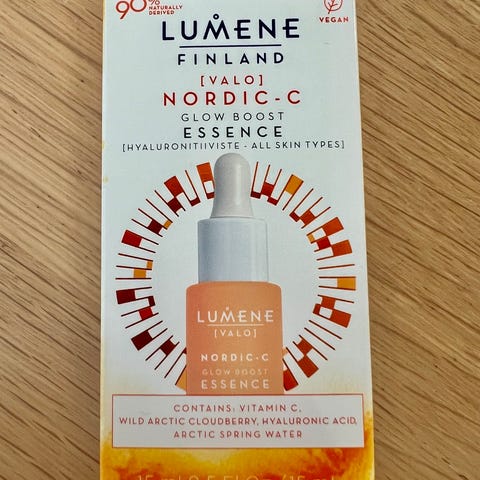 90% NATURALLY
DERIVED
VEGAN
LUMENE
FINLAND
[VALO]
NORDIC-C
GLOW BOOST
ESSENCE
[HYALURONITIIVISTE - ALL SKIN TYPES]
LUMENE
[VALO]
NORDIC-C
GLOW BOOST
ESSENCE
CONTAINS: VITAMIN C,
WILD ARCTIC CLOUDBERRY, HYALURONIC ACID,
ARCTIC SPRING WATER